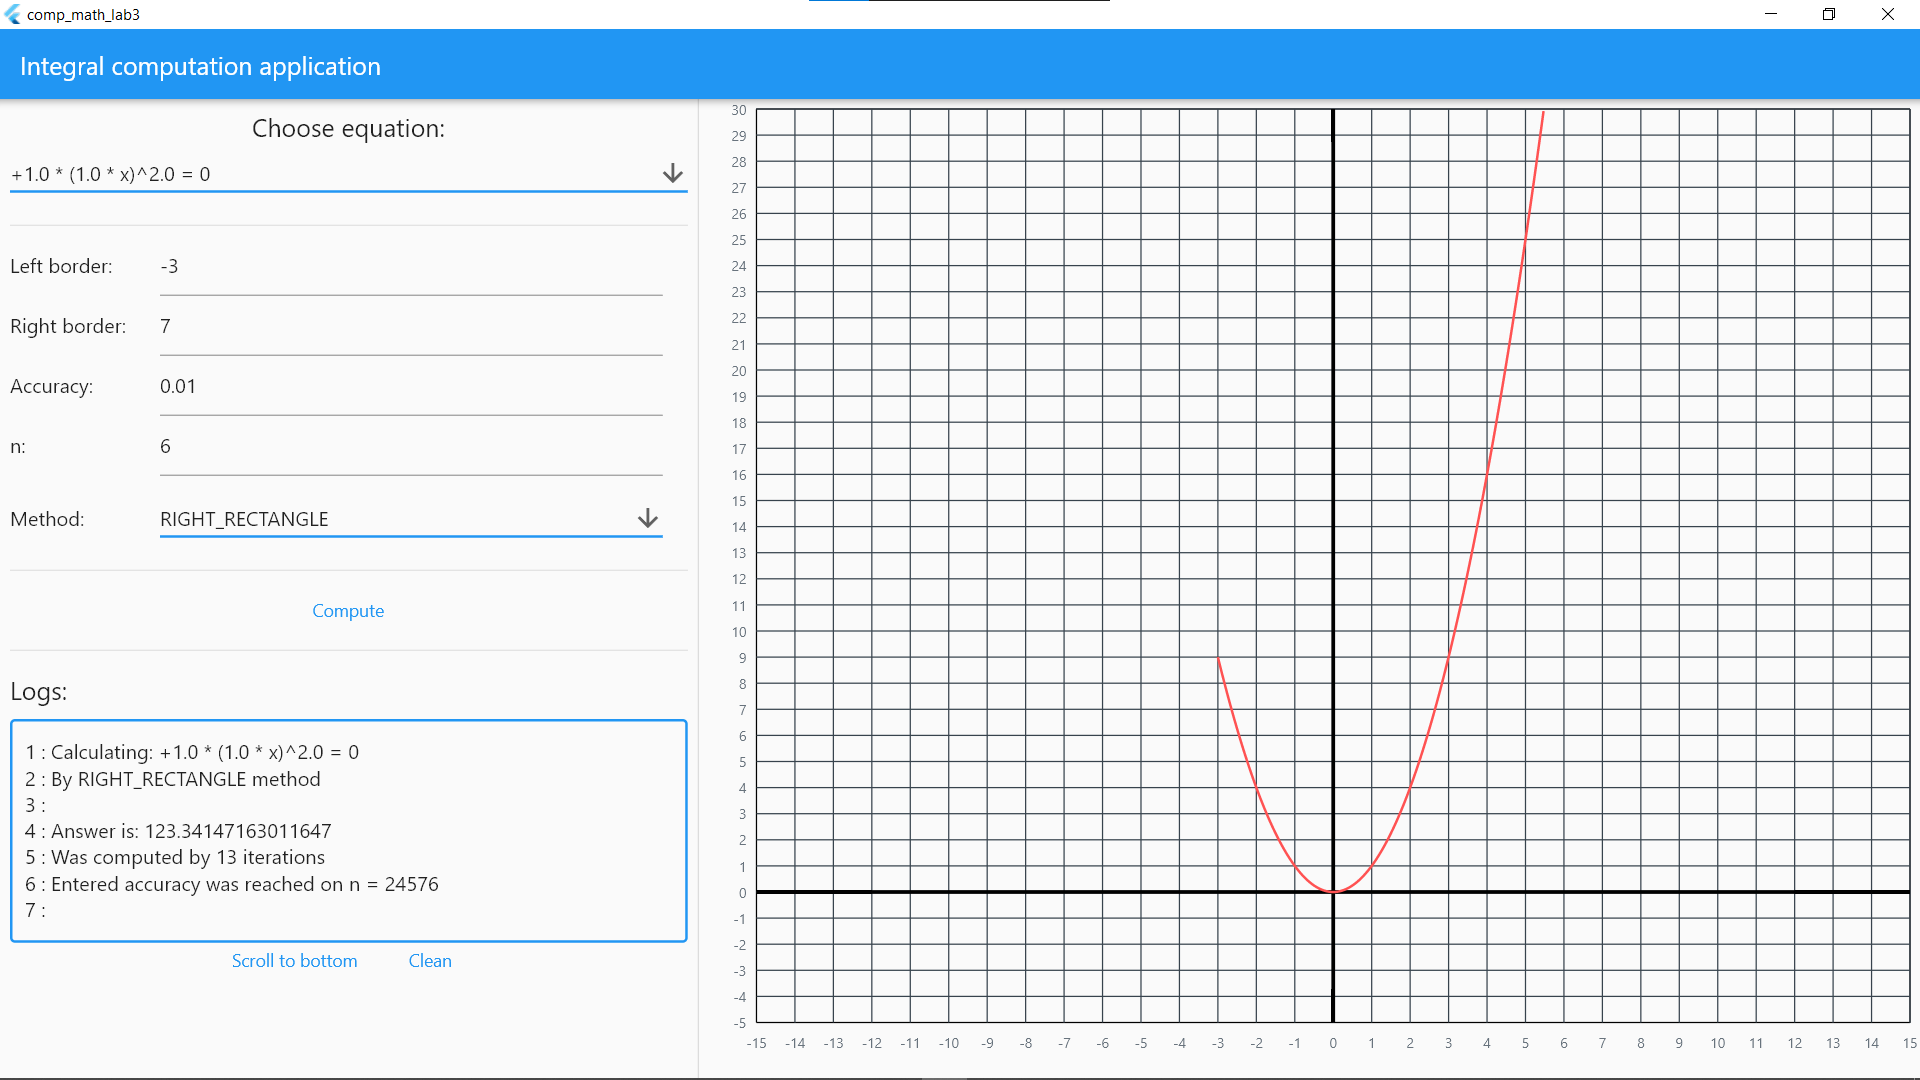 comp_math_lab3
Integral computation application
Choose equation:
+1.0 * (1.0 * x)^2.0 = 0
Left border: -3
Right border: 7
Accuracy: 0.01
n: 6
Method: RIGHT_RECTANGLE
Compute
Logs:
1 : Calculating: +1.0 * (1.0 * x)^2.0 = 0
2 : By RIGHT_RECTANGLE method
3 :
4 : Answer is: 123.34147163011647
5 : Was computed by 13 iterations
6 : Entered accuracy was reached on n = 24576
7 :
Scroll to bottom Clean
30
29
28
27
26
25
24
23
22
21
20
19
18
17
16
15
14
13
12
11
10
9
8
7
6
5
4
3
2
1
0
-1
-2
-3
-4
-5
-15 -14 -13 -12 -11 -10 -9 -8 -7 -6 -5 -4 -3 -2 -1 0 1 2 3 4 5 6 7 8 9 10 11 12 13 14 15